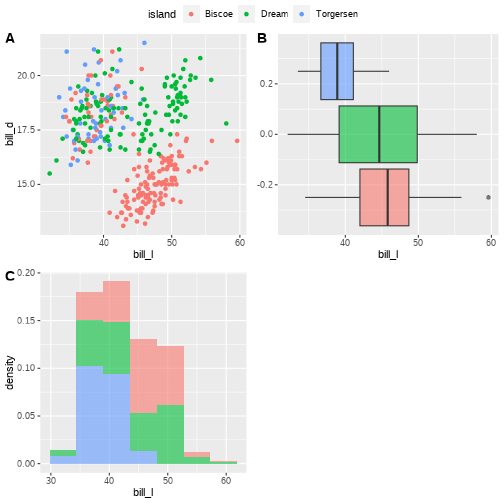 island Biscoe Dream Torgersen
A
20.0
17.5
15.0
bill_d
40 50 60
bill_l
B
0.2
0.0
-0.2
40 50 60
bill_l
C
0.20
0.15
0.10
0.05
0.00
density
30 40 50 60
bill_l